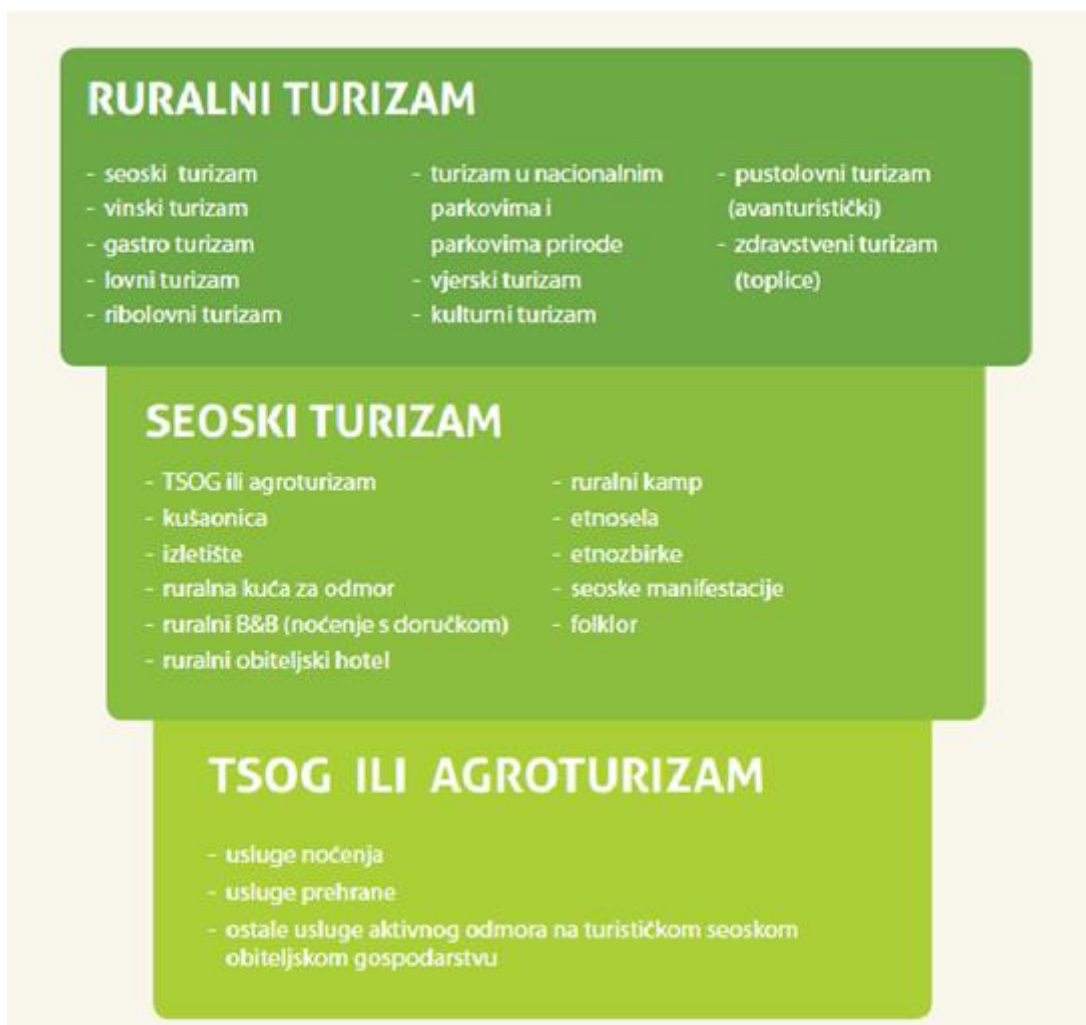 RURALNI TURIZAM
- seoski turizam
- vinski turizam
- gastro turizam
- lovni turizam
- ribolovni turizam
- turizam u nacionalnim
parkovima i
parkovima prirode
- vjerski turizam
- kulturni turizam
- pustolovni turizam
(avanturistički)
- zdravstveni turizam
(toplice)
SEOSKI TURIZAM
- TSOG ili agroturizam
- kušaonica
- izletište
- ruralna kuća za odmor
- ruralni B&B (noćenje s doručkom)
- ruralni obiteljski hotel
- ruralni kamp
- etnosela
- etnozbirke
- seoske manifestacije
- folklor
TSOG ILI AGROTURIZAM
- usluge noćenja
- usluge prehrane
- ostale usluge aktivnog odmora na turističkom seoskom
obiteljskom gospodarstvu